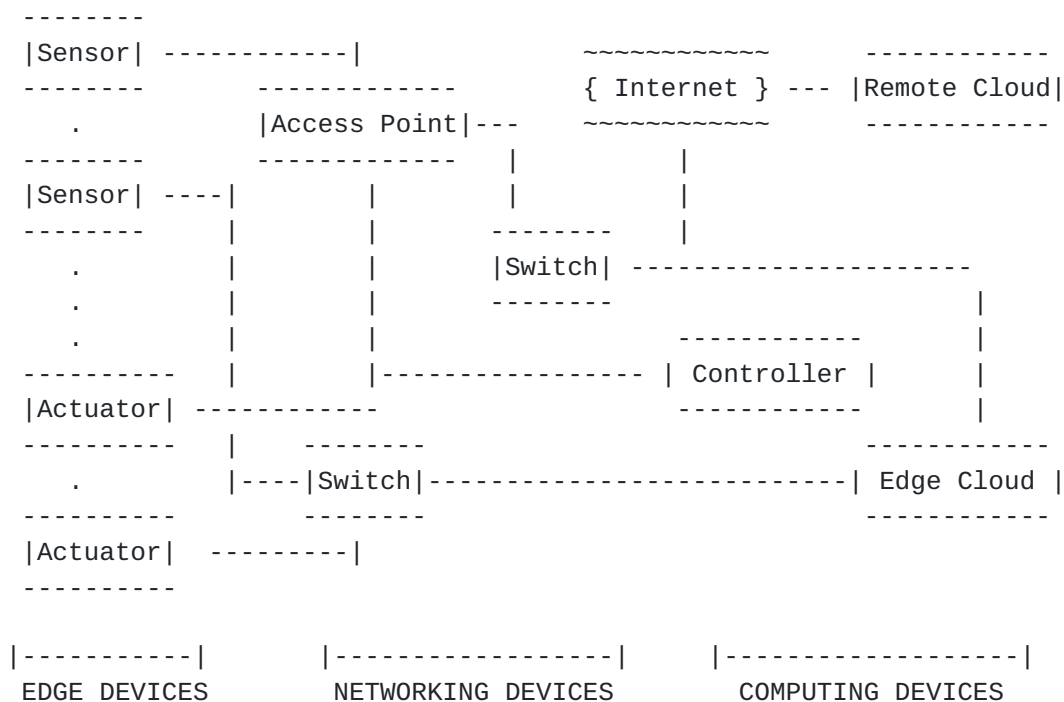 Sensor
Internet Remote Cloud
Access Point
Sensor
Switch
Controller
Actuator
Switch Edge Cloud
Actuator
EDGE DEVICES NETWORKING DEVICES COMPUTING DEVICES